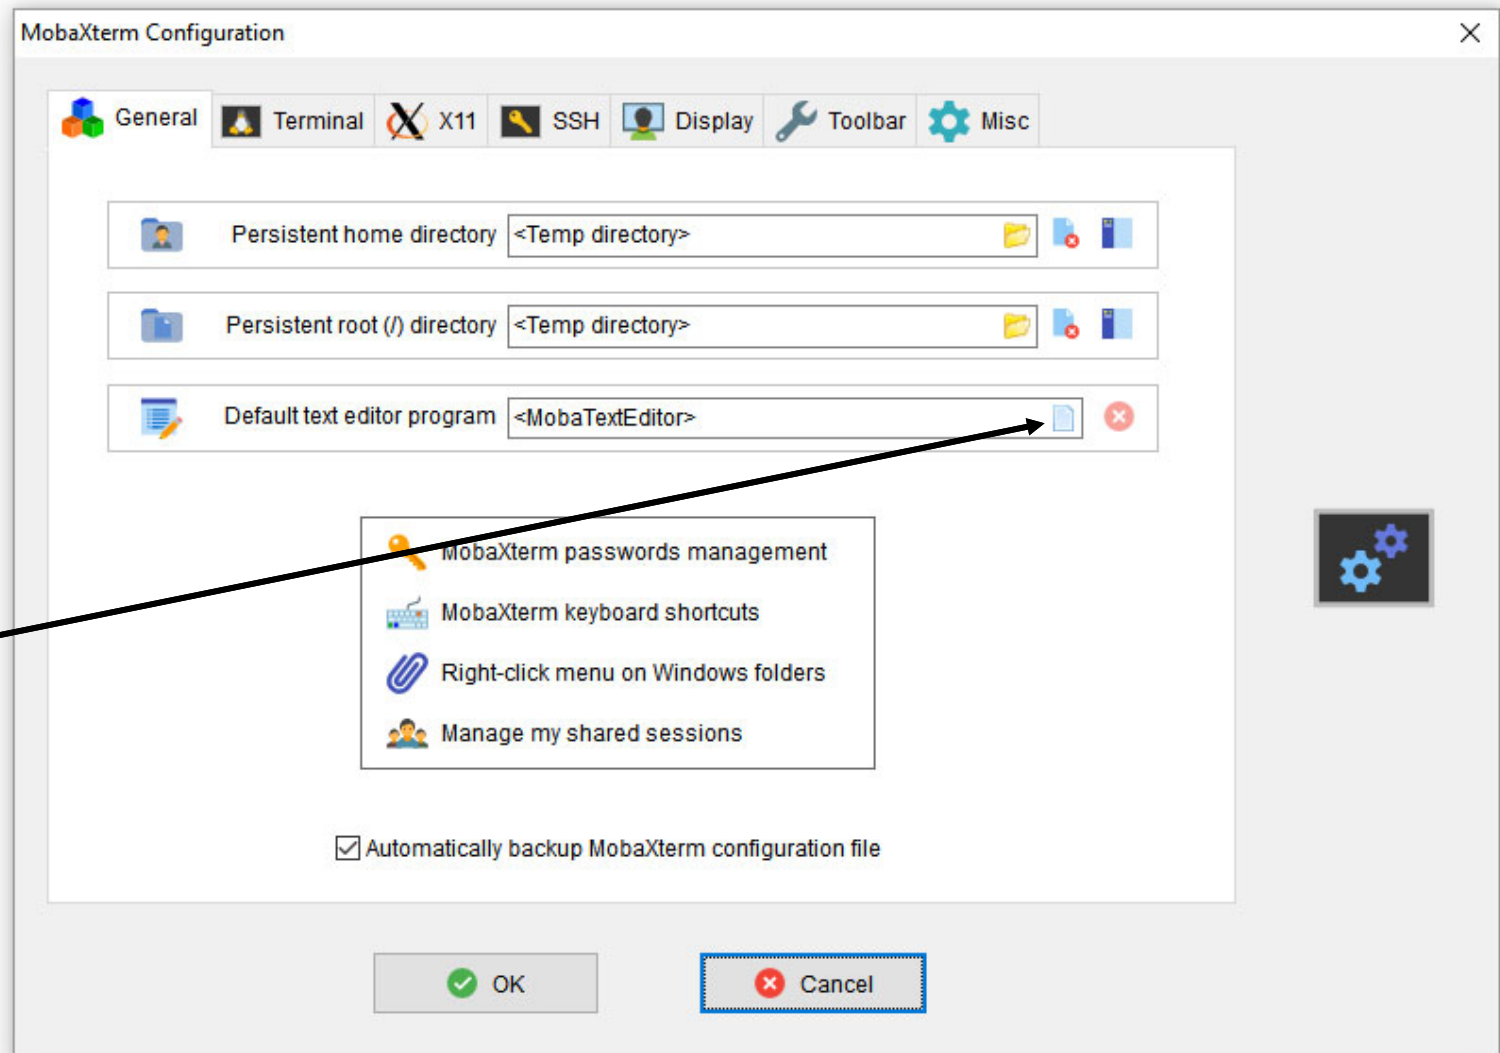 MobaXterm Configuration
General Terminal X11 SSH Display Toolbar Misc
Persistent home directory <Temp directory>
Persistent root (/) directory <Temp directory>
Default text editor program <MobaTextEditor>
MobaXterm passwords management
MobaXterm keyboard shortcuts
Right-click menu on Windows folders
Manage my shared sessions
Automatically backup MobaXterm configuration file
OK Cancel